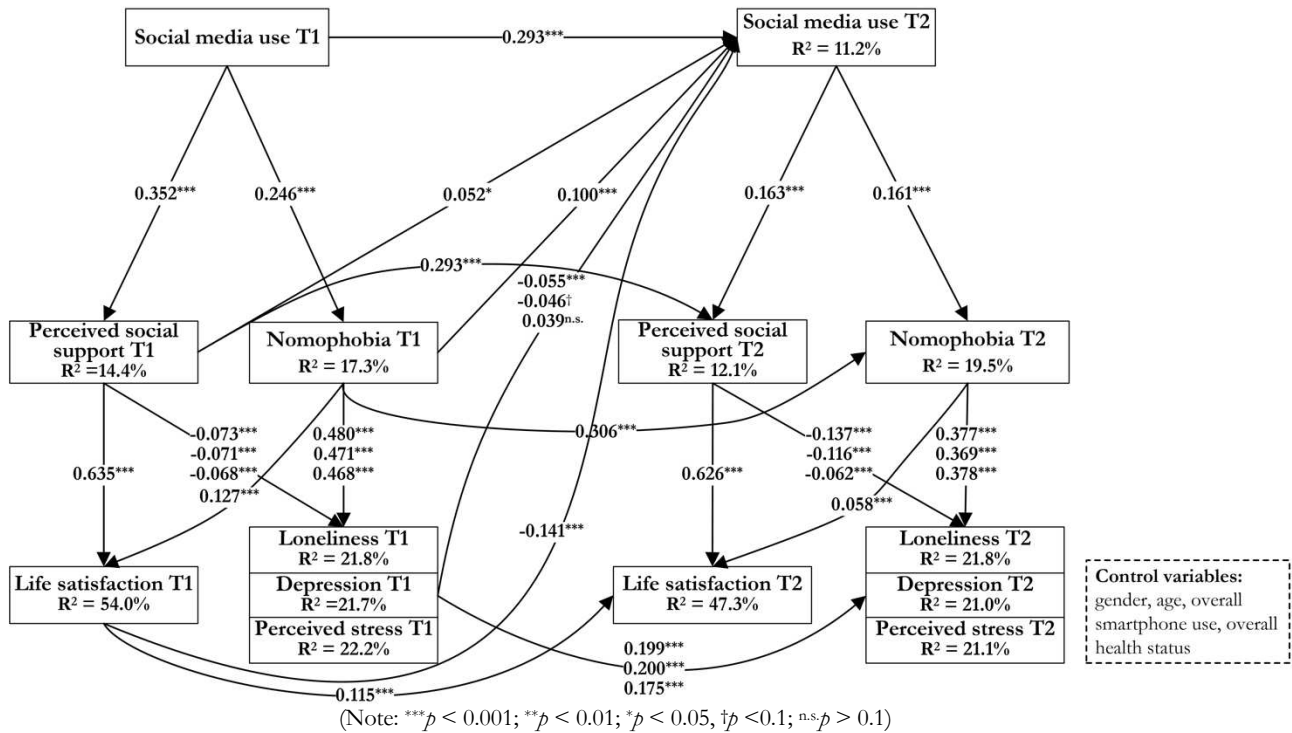 Social media use T1
0.293***
Social media use T2
R² = 11.2%
0.352***
0.246***
0.052*
0.100***
0.163***
0.161***
0.293***
-0.055***
-0.046†
0.039n.s.
Perceived social
support T1
R² =14.4%
Nomophobia T1
R² = 17.3%
Perceived social
support T2
R² = 12.1%
Nomophobia T2
R² = 19.5%
0.306***
-0.073***
-0.071***
-0.068***
0.480***
0.471***
0.468***
-0.137***
-0.116***
-0.062***
0.377***
0.369***
0.378***
0.635***
0.127***
0.626***
0.058***
-0.141***
Life satisfaction T1
R² = 54.0%
Loneliness T1
R² = 21.8%
Depression T1
R² =21.7%
Perceived stress T1
R² = 22.2%
Life satisfaction T2
R² = 47.3%
Loneliness T2
R² = 21.8%
Depression T2
R² = 21.0%
Perceived stress T2
R² = 21.1%
Control variables:
gender, age, overall
smartphone use, overall
health status
0.199***
0.200***
0.175***
0.115***
(Note: ***p < 0.001; **p < 0.01; *p < 0.05, †p <0.1; n.s.p > 0.1)